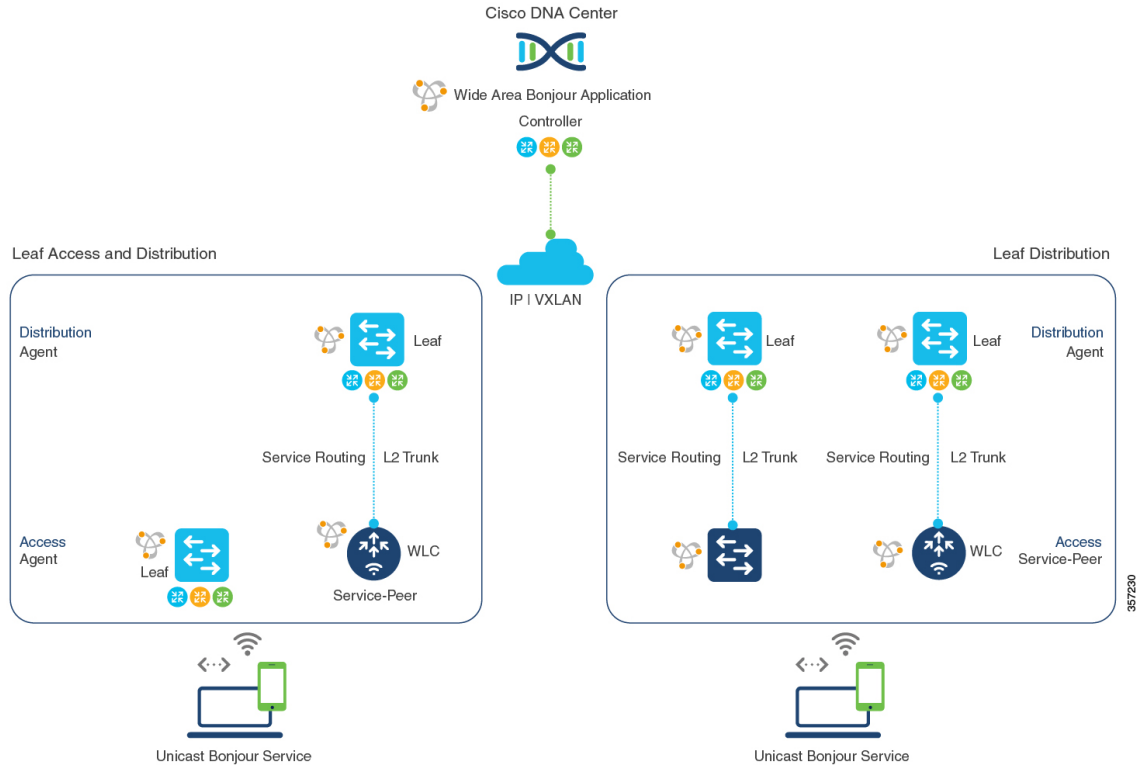 Cisco DNA Center
Wide Area Bonjour Application
Controller
IP | VXLAN
Leaf Access and Distribution
Distribution
Agent
Leaf
Service Routing
L2 Trunk
Access
Agent
Leaf
WLC
Service-Peer
Unicast Bonjour Service
Leaf Distribution
Leaf
Leaf
Distribution
Agent
Service Routing
L2 Trunk
Service Routing
L2 Trunk
WLC
Access
Service-Peer
Unicast Bonjour Service
357230